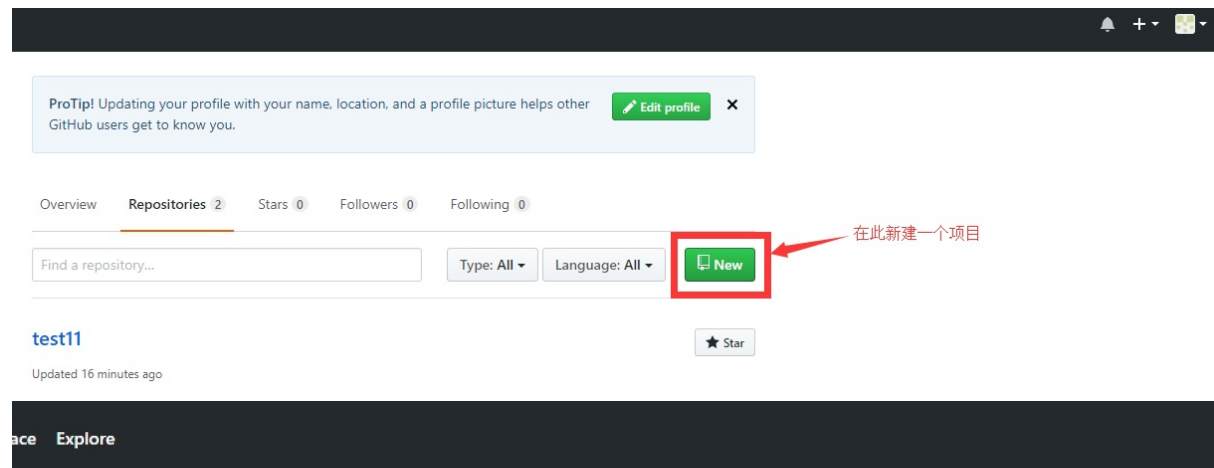 ProTip! Updating your profile with your name, location, and a profile picture helps other
GitHub users get to know you.
Edit profile
Overview Repositories 2 Stars 0 Followers 0 Following 0
在此新建一个项目
Find a repository... Type: All Language: All New
test11
Star
Updated 16 minutes ago
ace Explore